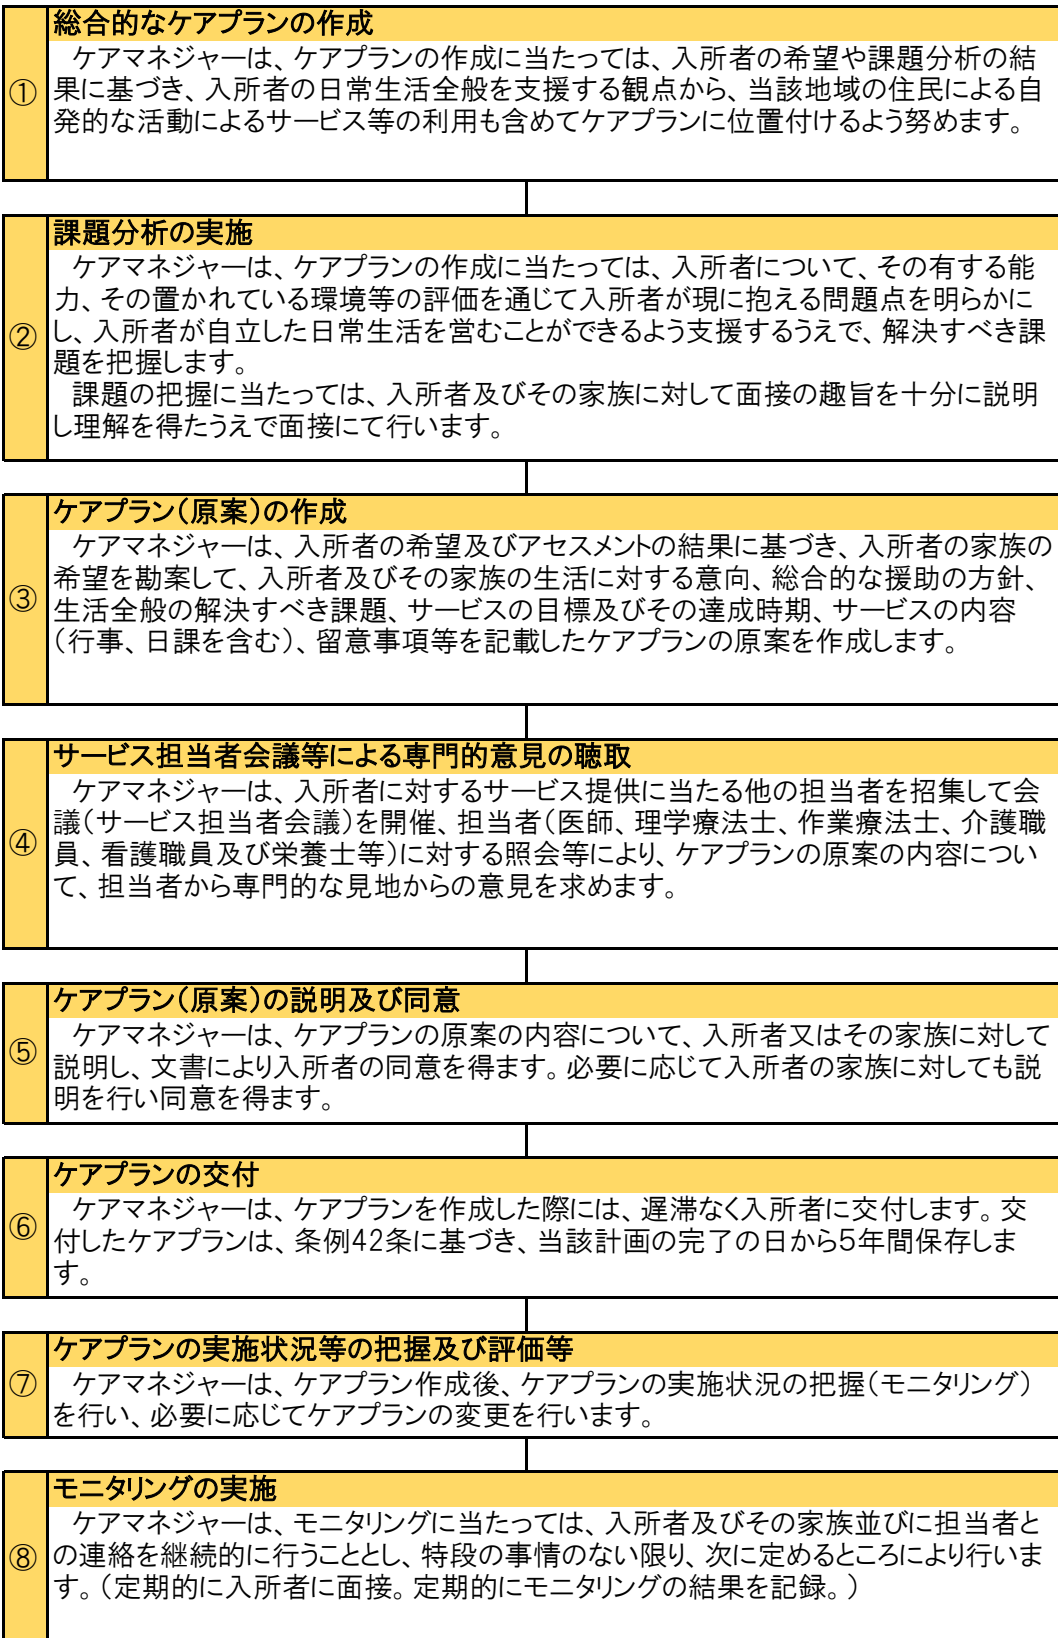 総合的なケアプランの作成
①
ケアマネジャーは、ケアプランの作成に当たっては、入所者の希望や課題分析の結
果に基づき、入所者の日常生活全般を支援する観点から、当該地域の住民による自
発的な活動によるサービス等の利用も含めてケアプランに位置付けるよう努めます。
課題分析の実施
②
ケアマネジャーは、ケアプランの作成に当たっては、入所者について、その有する能
力、その置かれている環境等の評価を通じて入所者が現に抱える問題点を明らかに
し、入所者が自立した日常生活を営むことができるよう支援するうえで、解決すべき課
題を把握します。
課題の把握に当たっては、入所者及びその家族に対して面接の趣旨を十分に説明
し理解を得たうえで面接にて行います。
ケアプラン（原案）の作成
③
ケアマネジャーは、入所者の希望及びアセスメントの結果に基づき、入所者の家族の
希望を勘案して、入所者及びその家族の生活に対する意向、総合的な援助の方針、
生活全般の解決すべき課題、サービスの目標及びその達成時期、サービスの内容
（行事、日課を含む）、留意事項等を記載したケアプランの原案を作成します。
サービス担当者会議等による専門的意見の聴取
④
ケアマネジャーは、入所者に対するサービス提供に当たる他の担当者を招集して会
議（サービス担当者会議）を開催、担当者（医師、理学療法士、作業療法士、介護職
員、看護職員及び栄養士等）に対する照会等により、ケアプランの原案の内容につい
て、担当者から専門的な見地からの意見を求めます。
ケアプラン（原案）の説明及び同意
⑤
ケアマネジャーは、ケアプランの原案の内容について、入所者又はその家族に対して
説明し、文書により入所者の同意を得ます。必要に応じて入所者の家族に対しても説
明を行い同意を得ます。
ケアプランの交付
⑥
ケアマネジャーは、ケアプランを作成した際には、遅滞なく入所者に交付します。交
付したケアプランは、条例42条に基づき、当該計画の完了の日から5年間保存しま
す。
ケアプランの実施状況等の把握及び評価等
⑦
ケアマネジャーは、ケアプラン作成後、ケアプランの実施状況の把握（モニタリング）
を行い、必要に応じてケアプランの変更を行います。
モニタリングの実施
⑧
ケアマネジャーは、モニタリングに当たっては、入所者及びその家族並びに担当者と
の連絡を継続的に行うこととし、特段の事情のない限り、次に定めるところにより行いま
す。（定期的に入所者に面接。定期的にモニタリングの結果を記録。）